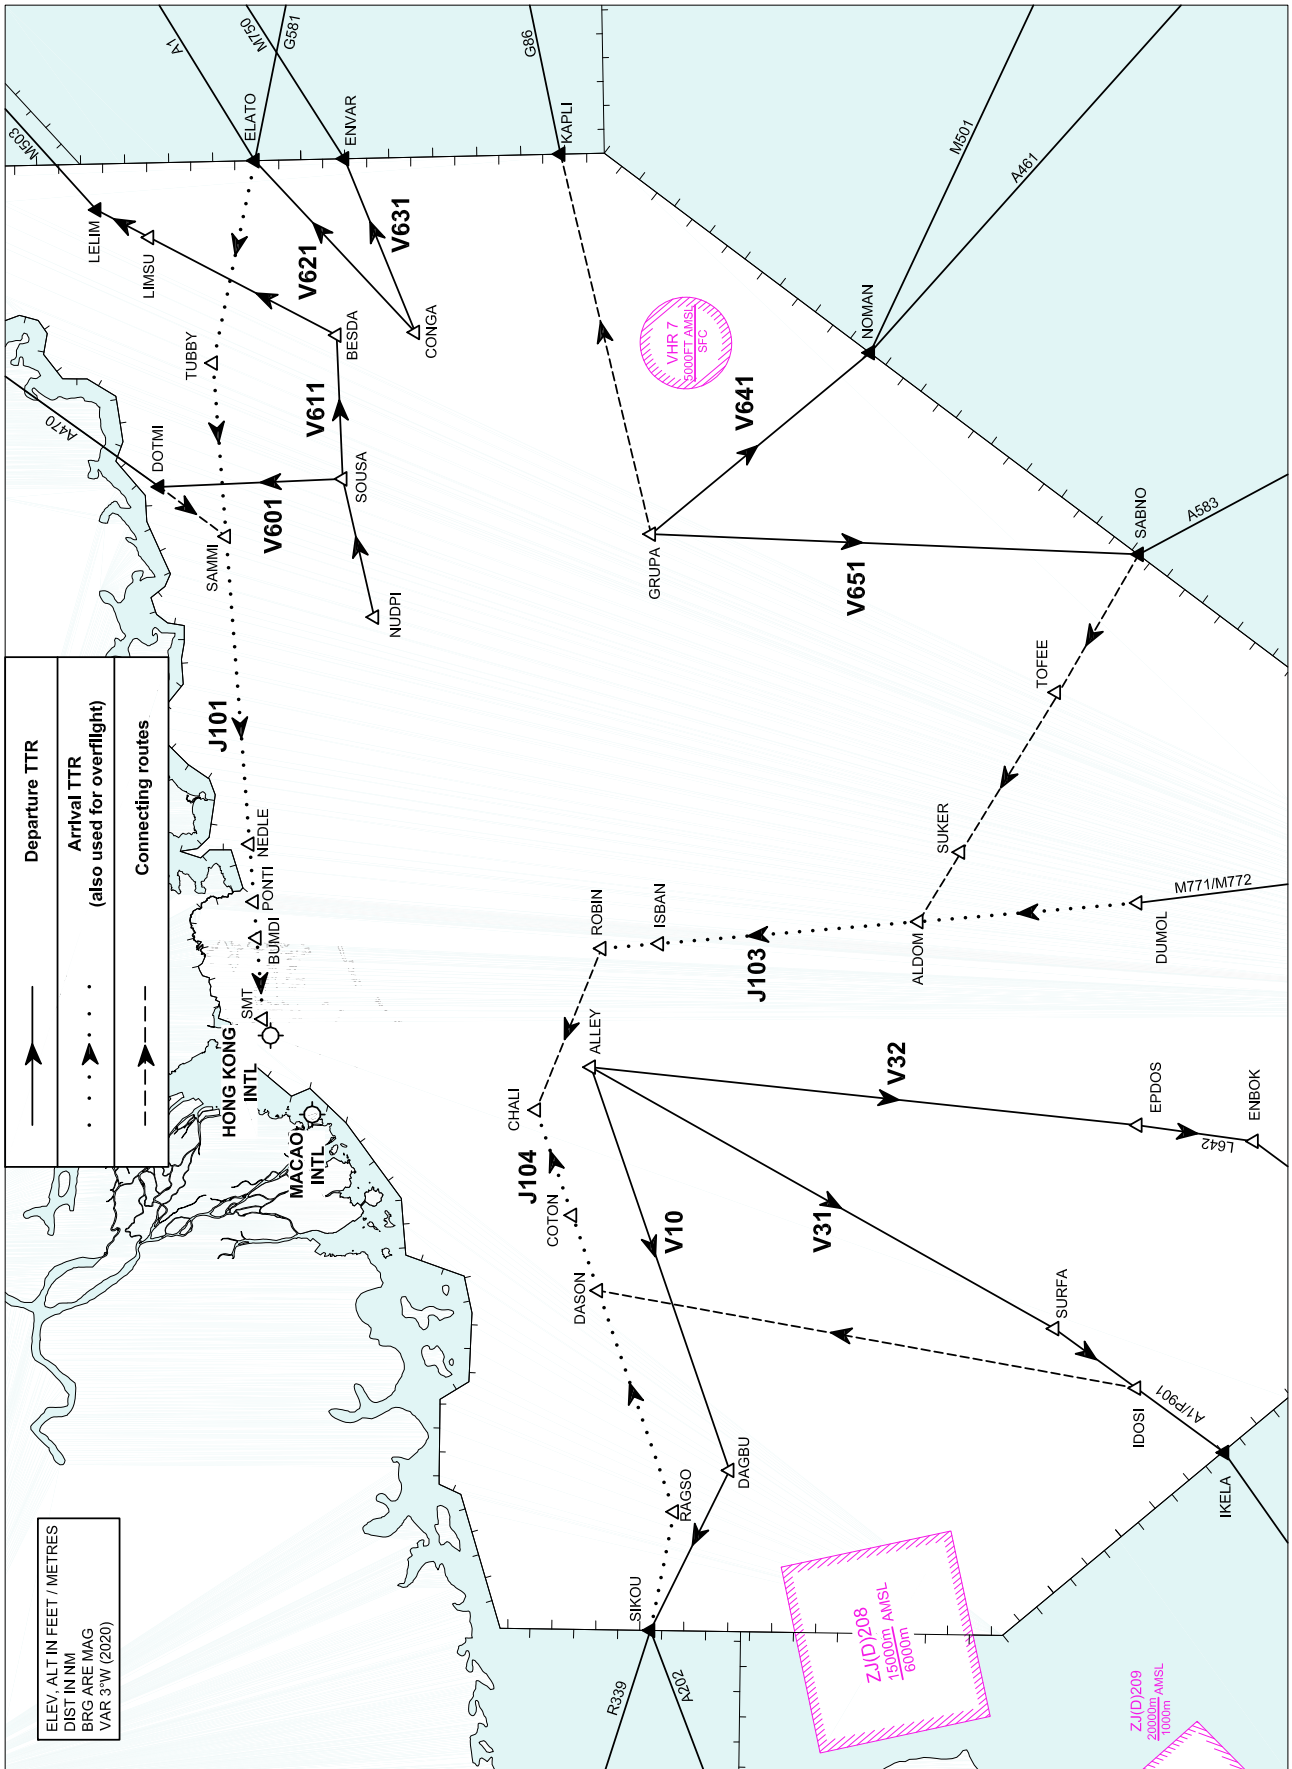 ELEV, ALT IN FEET / METRES
DIST IN NM
BRG ARE MAG
VAR 3°W (2020)
Departure TTR
Arrival TTR
(also used for overflight)
Connecting routes
HONG KONG
INTL
MACAO
INTL
SMT
BUMDI
PONTI
NEDLE
J101
SAMMI
DOTMI
A470
V601
TUBBY
LELIM
LIMSU
M503
A1
M750
G581
ELATO
ENVAR
V621
V631
BESDA
CONGA
V611
SOUSA
NUDPI
G86
KAPLI
VHR 7
5000FT AMSL
SFC
V641
GRUPA
V651
NOMAN
M501
A461
SABNO
A583
TOFEE
SUKER
ALDOM
DUMOL
M771/M772
J103
ISBAN
ROBIN
ALLEY
CHALI
J104
COTON
DASON
V10
V31
V32
EPDOS
L642
ENBOK
SURFA
IDOSI
A1/P901
IKELA
DAGBU
RAGSO
SIKOU
R339
A202
ZJ(D)208
15000m AMSL
6000m
ZJ(D)209
20000m AMSL
1000m